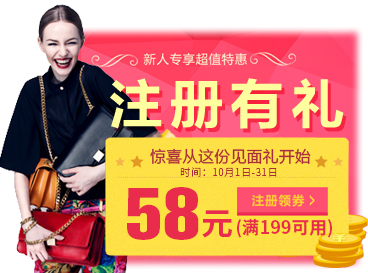 新人专享超值特惠
注册有礼
惊喜从这份见面礼开始
时间：10月1日-31日
58元(满199可用)
注册领券 >